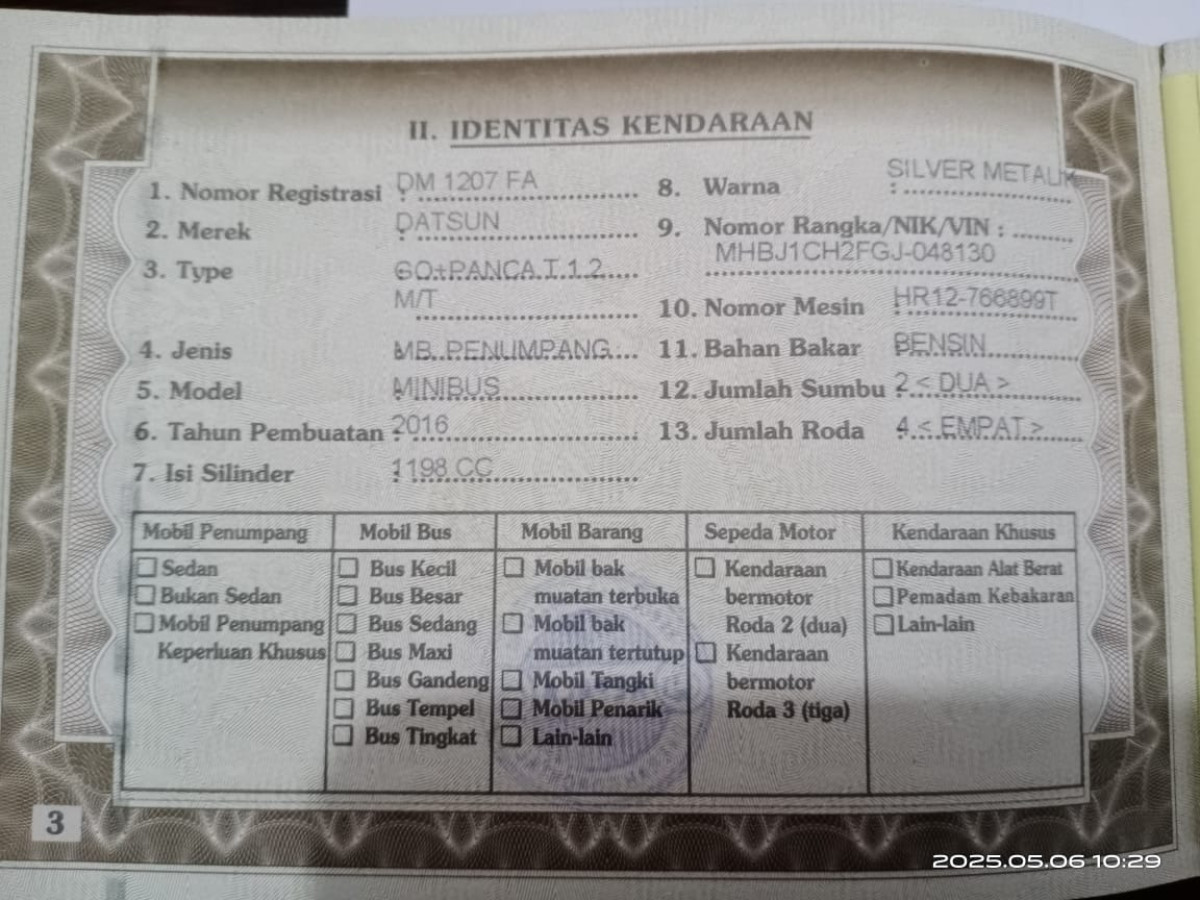 II. IDENTITAS KENDARAAN
1. Nomor Registrasi : DM 1207 FA
2. Merek : DATSUN
3. Type GO+PANCA.T.1.2
M/T
4. Jenis MB. PENUMPANG
5. Model : MINIBUS
6. Tahun Pembuatan : 2016
7. Isi Silinder : 1198 CC
8. Warna : SILVER METALIK
9. Nomor Rangka/NIK/VIN :
MHBJ1CH2FGJ-048130
10. Nomor Mesin : HR12-766899T
11. Bahan Bakar : BENSIN
12. Jumlah Sumbu : 2 < DUA >
13. Jumlah Roda : 4 < EMPAT >
Mobil Penumpang
Sedan
Bukan Sedan
Mobil Penumpang
Keperluan Khusus
Mobil Bus
Bus Kecil
Bus Besar
Bus Sedang
Bus Maxi
Bus Gandeng
Bus Tempel
Bus Tingkat
Mobil Barang
Mobil bak
muatan terbuka
Mobil bak
muatan tertutup
Mobil Tangki
Mobil Penarik
Lain-lain
Sepeda Motor
Kendaraan
bermotor
Roda 2 (dua)
Kendaraan
bermotor
Roda 3 (tiga)
Kendaraan Khusus
Kendaraan Alat Berat
Pemadam Kebakaran
Lain-lain
3
2025.05.06 10:29